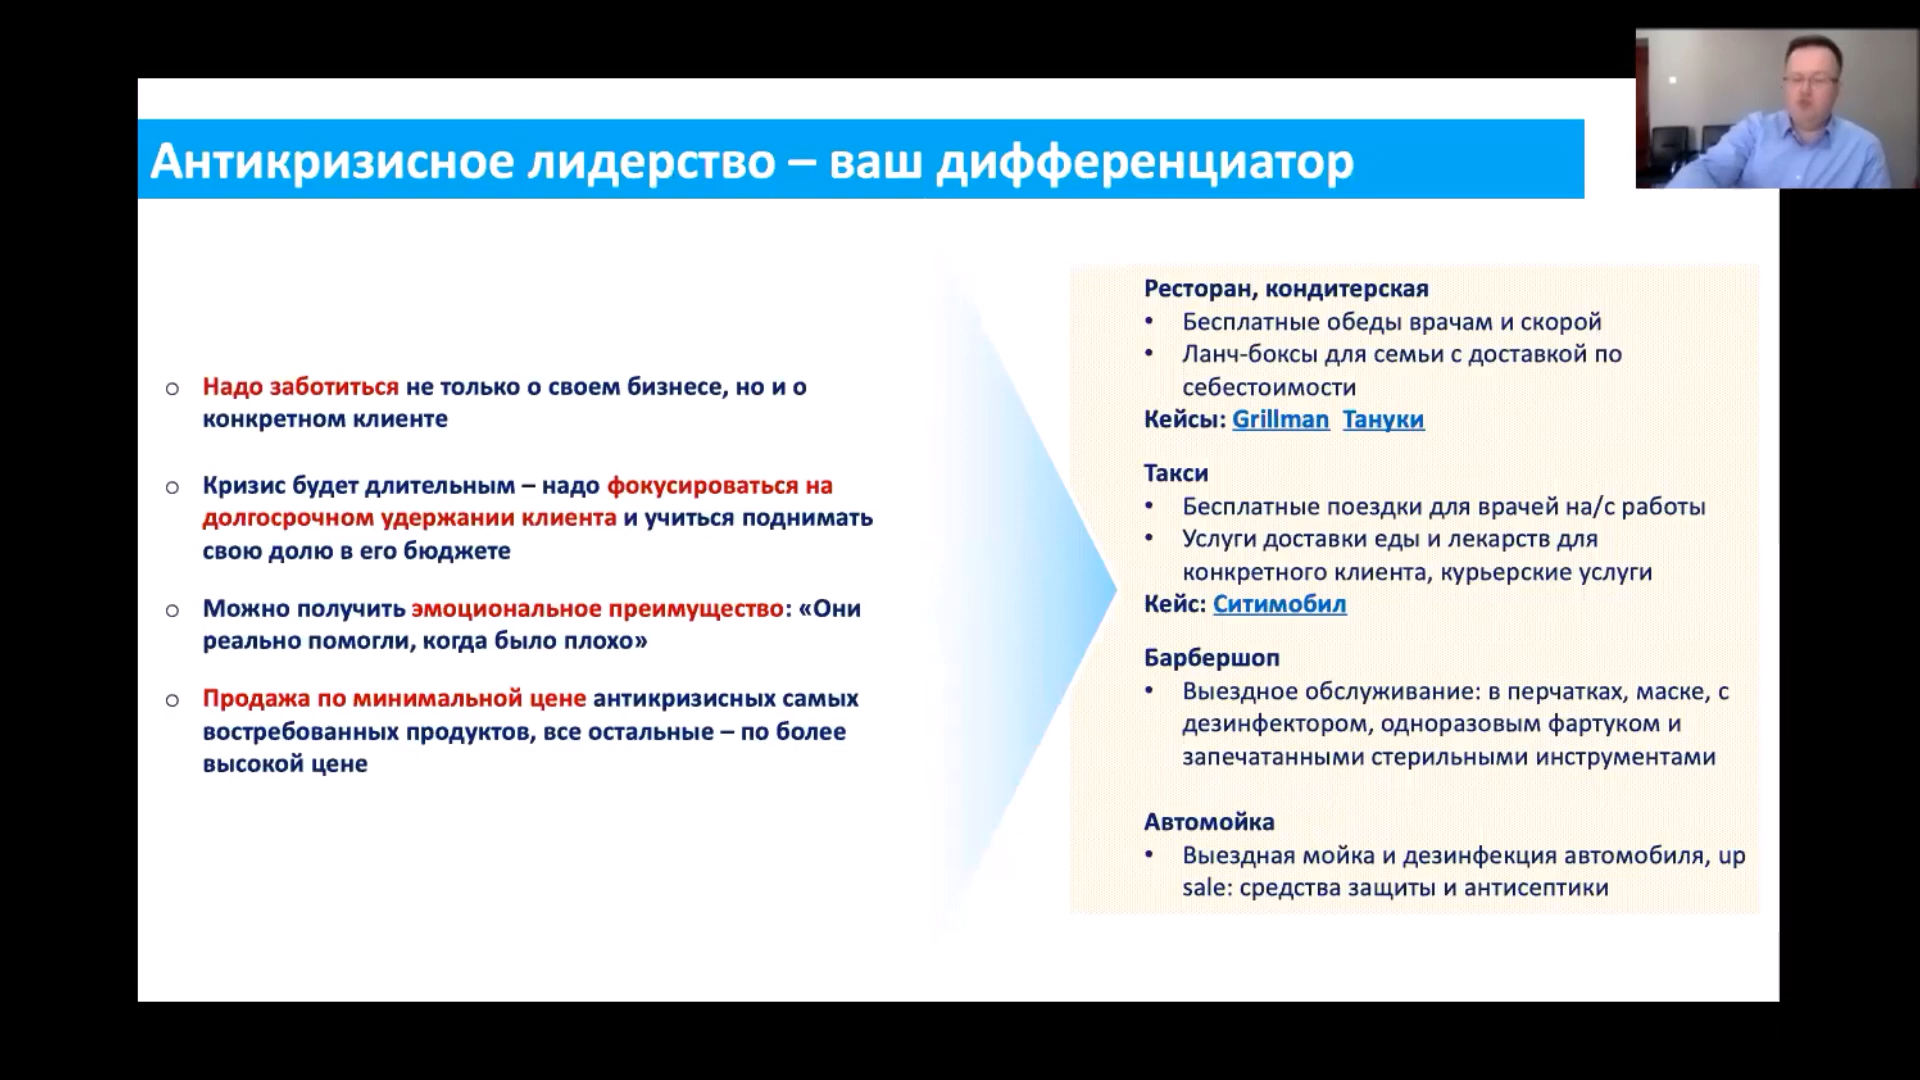 Антикризисное лидерство – ваш дифференциатор
o Надо заботиться не только о своем бизнесе, но и о
конкретном клиенте
o Кризис будет длительным – надо фокусироваться на
долгосрочном удержании клиента и учиться поднимать
свою долю в его бюджете
o Можно получить эмоциональное преимущество: «Они
реально помогли, когда было плохо»
o Продажа по минимальной цене антикризисных самых
востребованных продуктов, все остальные – по более
высокой цене
Ресторан, кондитерская
• Бесплатные обеды врачам и скорой
• Ланч-боксы для семьи с доставкой по
себестоимости
Кейсы: Grillman Тануки
Такси
• Бесплатные поездки для врачей на/с работы
• Услуги доставки еды и лекарств для
конкретного клиента, курьерские услуги
Кейс: Ситимобил
Барбершоп
• Выездное обслуживание: в перчатках, маске, с
дезинфектором, одноразовым фартуком и
запечатанными стерильными инструментами
Автомойка
• Выездная мойка и дезинфекция автомобиля, up
sale: средства защиты и антисептики